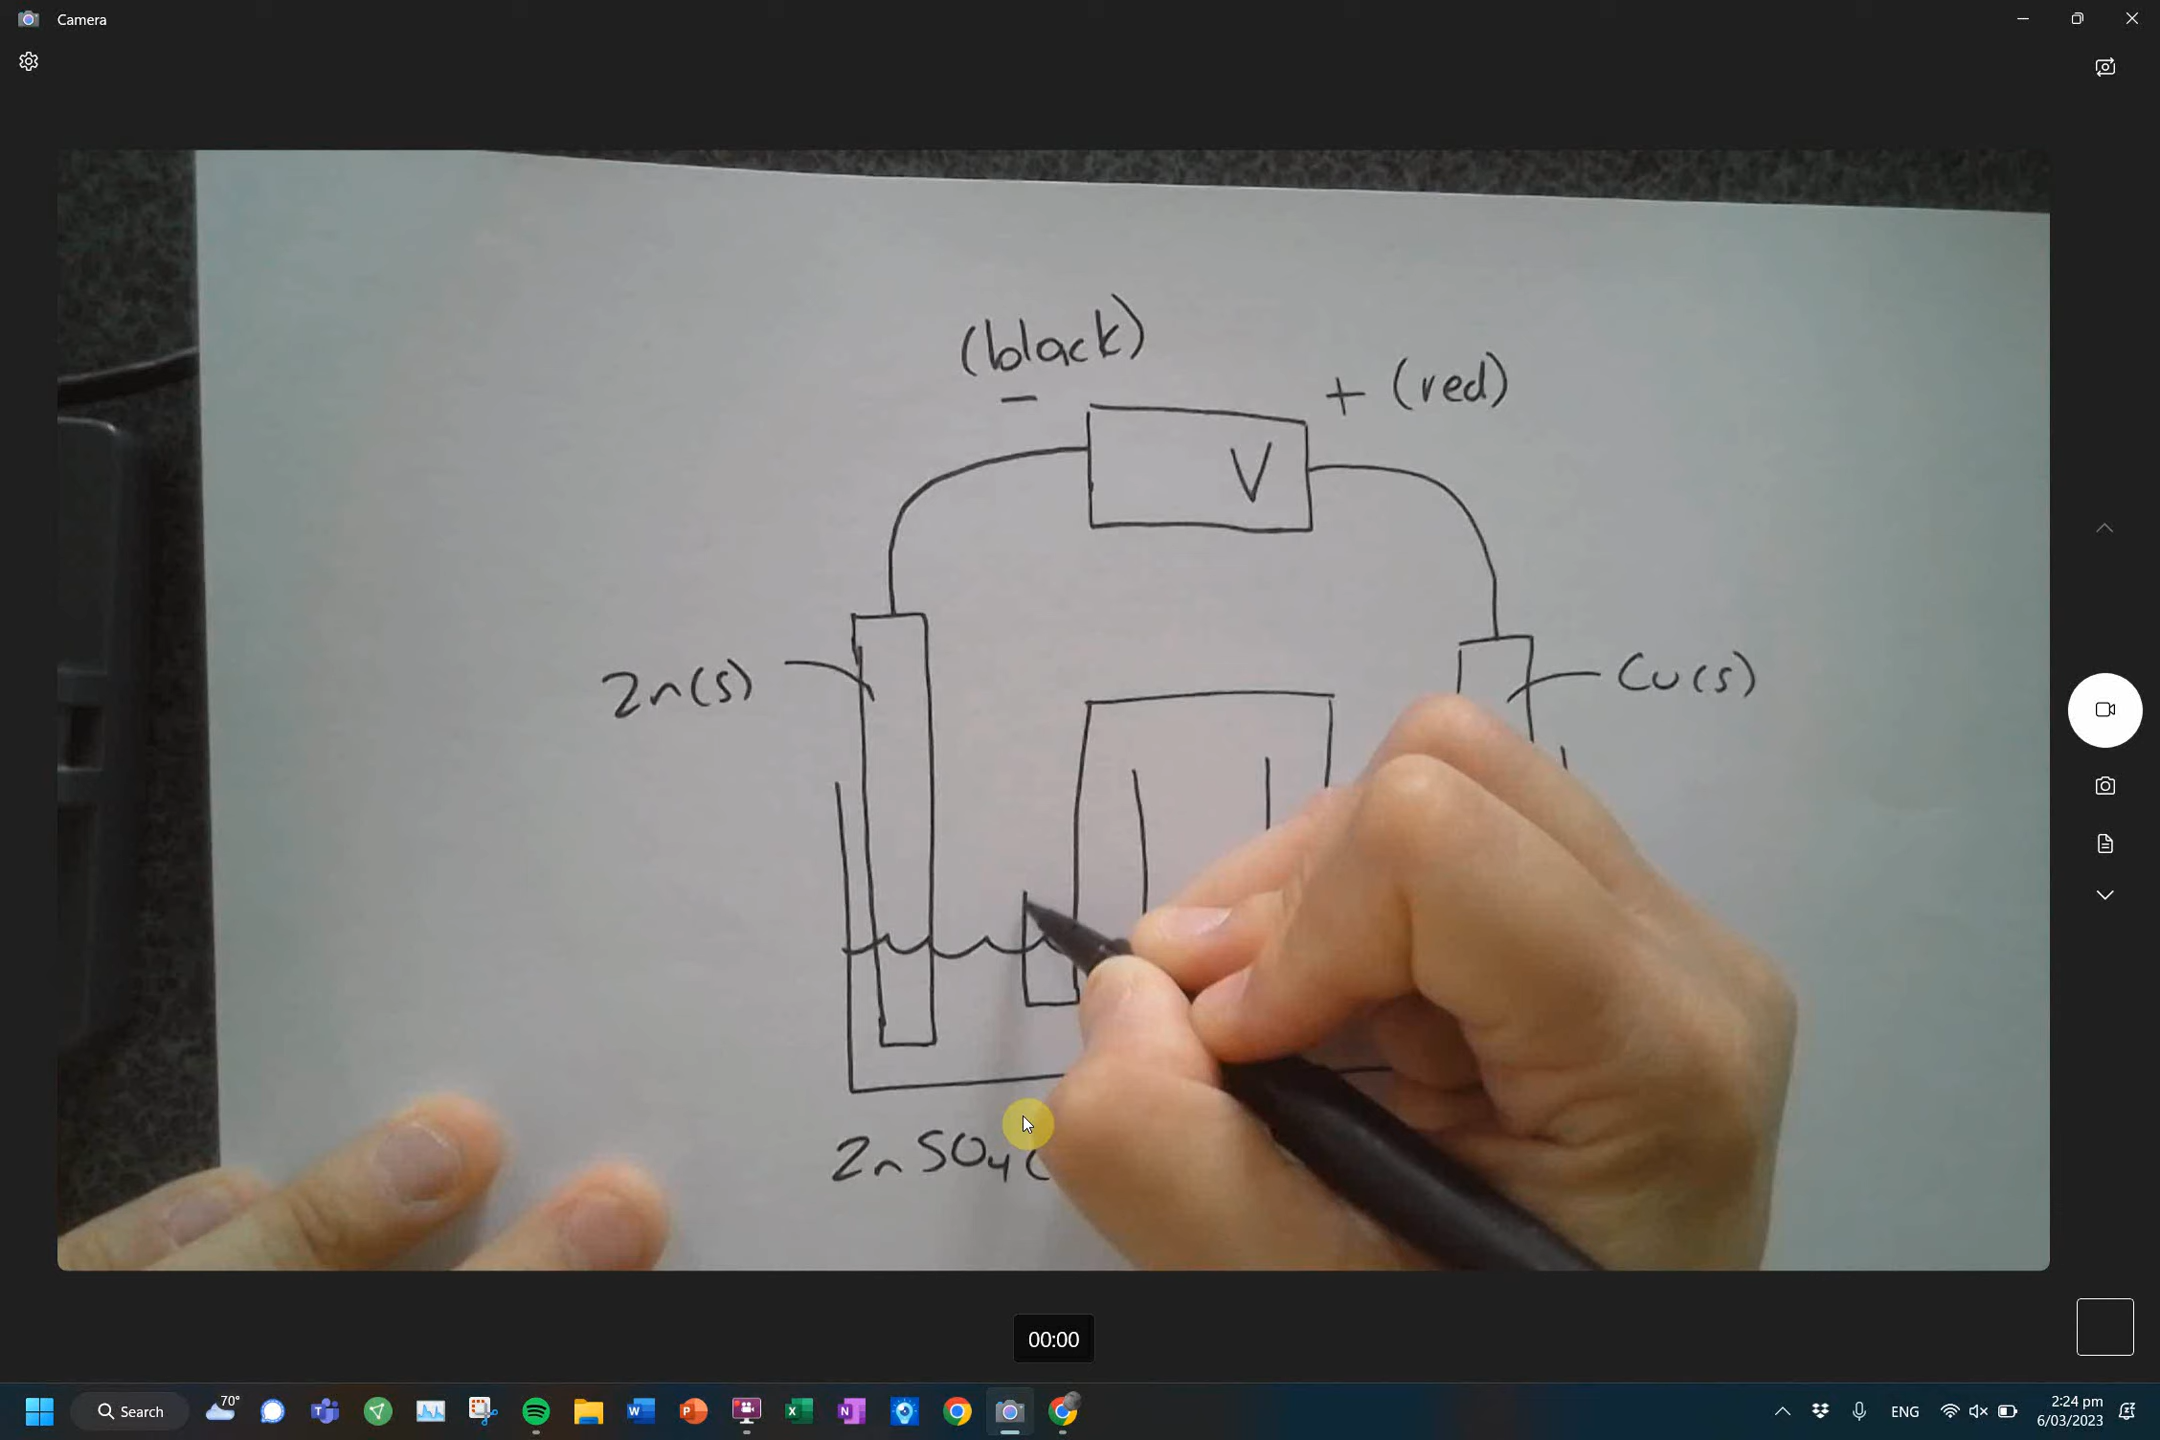 Camera
(black)
−
+ (red)
V
Zn(s)
Cu(s)
ZnSO₄(
00:00
Search
70°
ENG
2:24 pm
6/03/2023